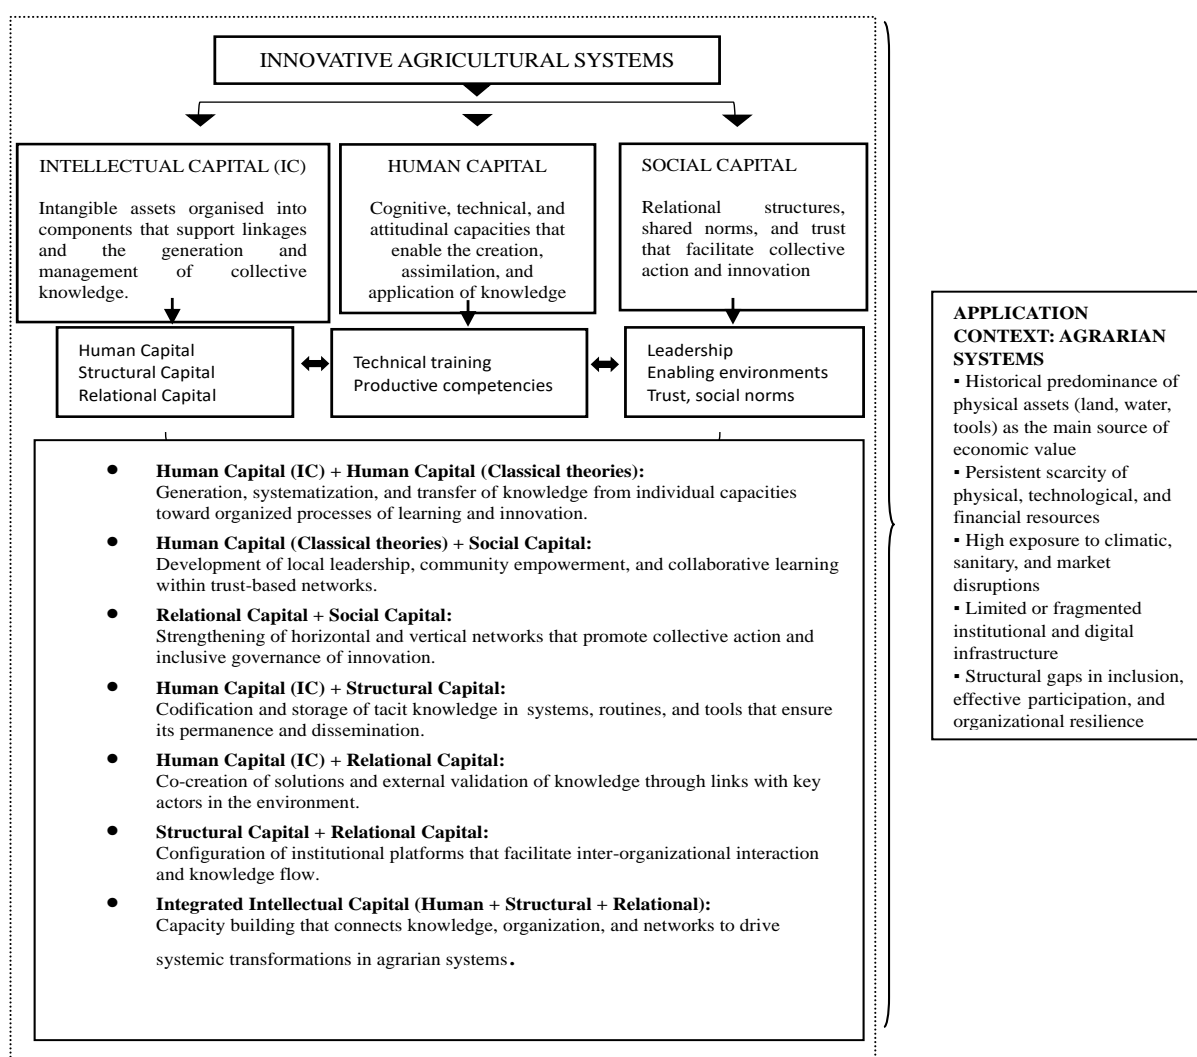 INNOVATIVE AGRICULTURAL SYSTEMS
INTELLECTUAL CAPITAL (IC)
Intangible assets organised into
components that support linkages
and the generation and
management of collective
knowledge.
HUMAN CAPITAL
Cognitive, technical, and
attitudinal capacities that
enable the creation,
assimilation, and
application of knowledge
SOCIAL CAPITAL
Relational structures,
shared norms, and trust
that facilitate collective
action and innovation
Human Capital
Structural Capital
Relational Capital
Technical training
Productive competencies
Leadership
Enabling environments
Trust, social norms
● Human Capital (IC) + Human Capital (Classical theories):
Generation, systematization, and transfer of knowledge from individual capacities
toward organized processes of learning and innovation.
● Human Capital (Classical theories) + Social Capital:
Development of local leadership, community empowerment, and collaborative learning
within trust-based networks.
● Relational Capital + Social Capital:
Strengthening of horizontal and vertical networks that promote collective action and
inclusive governance of innovation.
● Human Capital (IC) + Structural Capital:
Codification and storage of tacit knowledge in systems, routines, and tools that ensure
its permanence and dissemination.
● Human Capital (IC) + Relational Capital:
Co-creation of solutions and external validation of knowledge through links with key
actors in the environment.
● Structural Capital + Relational Capital:
Configuration of institutional platforms that facilitate inter-organizational interaction
and knowledge flow.
● Integrated Intellectual Capital (Human + Structural + Relational):
Capacity building that connects knowledge, organization, and networks to drive
systemic transformations in agrarian systems.
APPLICATION
CONTEXT: AGRARIAN
SYSTEMS
▪ Historical predominance of
physical assets (land, water,
tools) as the main source of
economic value
▪ Persistent scarcity of
physical, technological, and
financial resources
▪ High exposure to climatic,
sanitary, and market
disruptions
▪ Limited or fragmented
institutional and digital
infrastructure
▪ Structural gaps in inclusion,
effective participation, and
organizational resilience